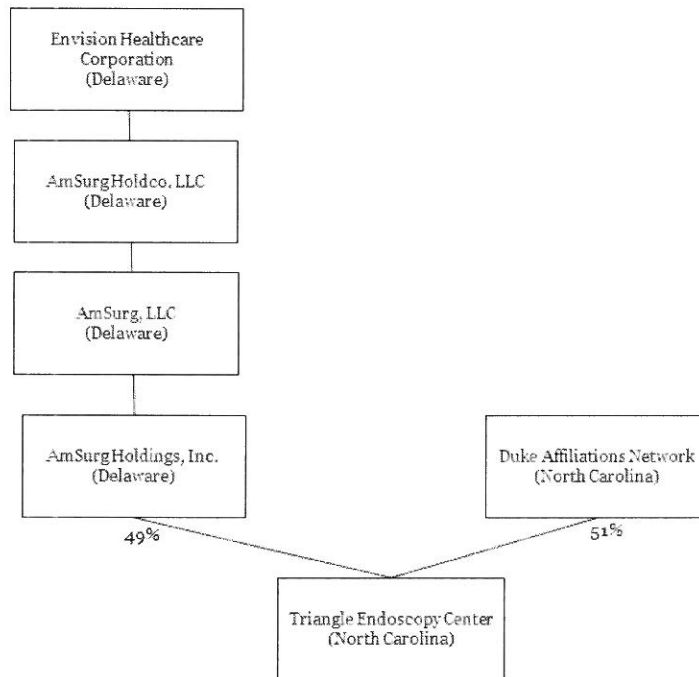 Envision Healthcare
Corporation
(Delaware)
AmSurg Holdco, LLC
(Delaware)
AmSurg, LLC
(Delaware)
AmSurg Holdings, Inc.
(Delaware)
Duke Affiliations Network
(North Carolina)
49%
51%
Triangle Endoscopy Center
(North Carolina)